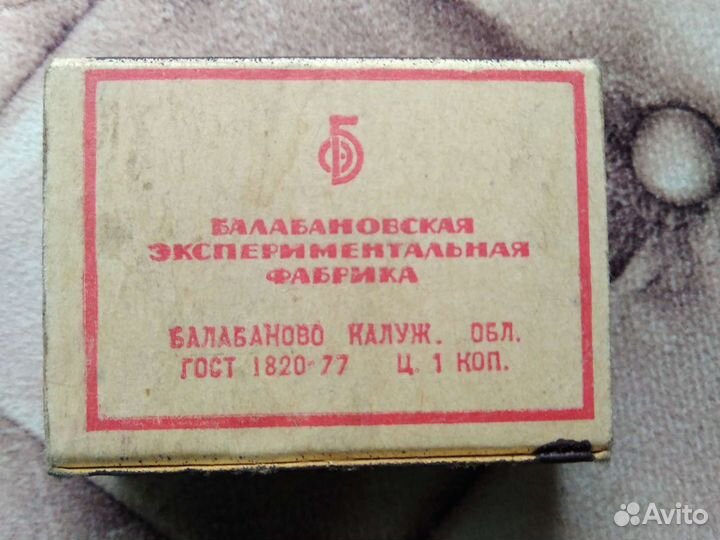 БАЛАБАНОВСКАЯ
ЭКСПЕРИМЕНТАЛЬНАЯ
ФАБРИКА
БАЛАБАНОВО КАЛУЖ. ОБЛ.
ГОСТ 1820-77 Ц. 1 КОП.
Avito